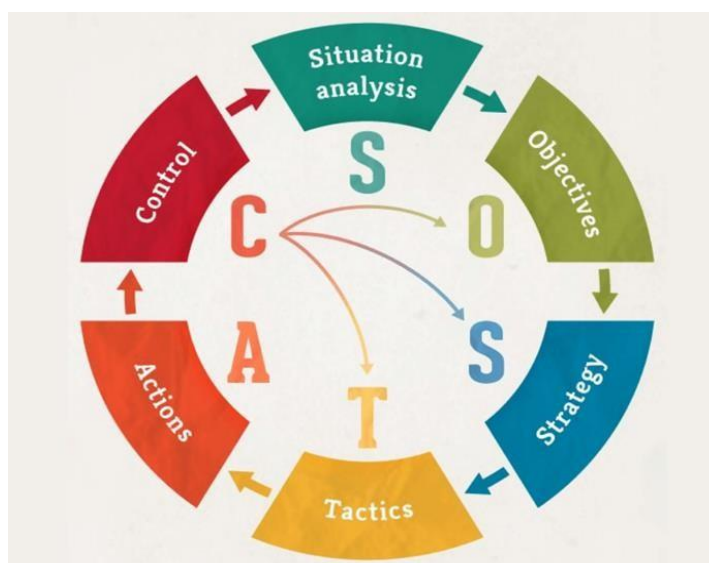 Situation
analysis
Objectives
Strategy
Tactics
Actions
Control
S
O
S
T
A
C